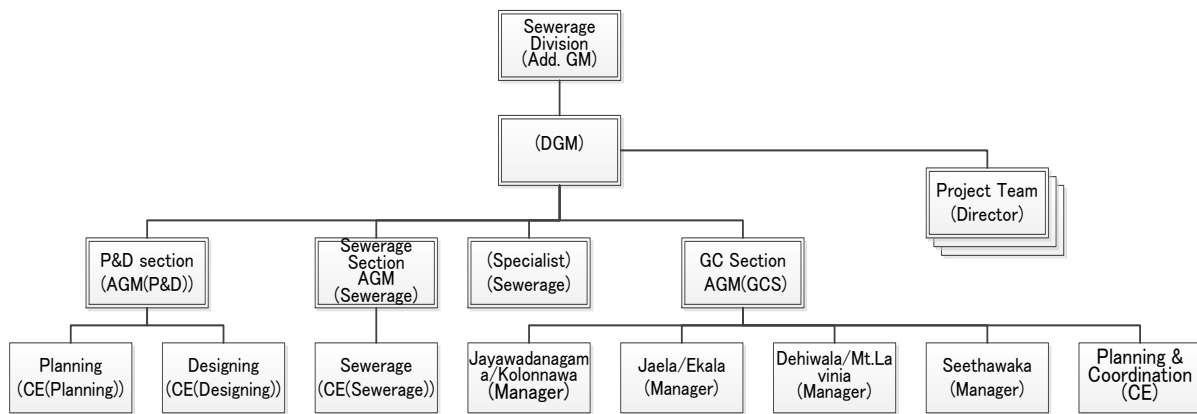 Sewerage
Division
(Add. GM)
(DGM)
Project Team
(Director)
P&D section
(AGM(P&D))
Sewerage
Section
AGM
(Sewerage)
(Specialist)
(Sewerage)
GC Section
AGM(GCS)
Planning
(CE(Planning))
Designing
(CE(Designing))
Sewerage
(CE(Sewerage))
Jayawadanagam
a/Kolonnawa
(Manager)
Jaela/Ekala
(Manager)
Dehiwala/Mt.La
vinia
(Manager)
Seethawaka
(Manager)
Planning &
Coordination
(CE)